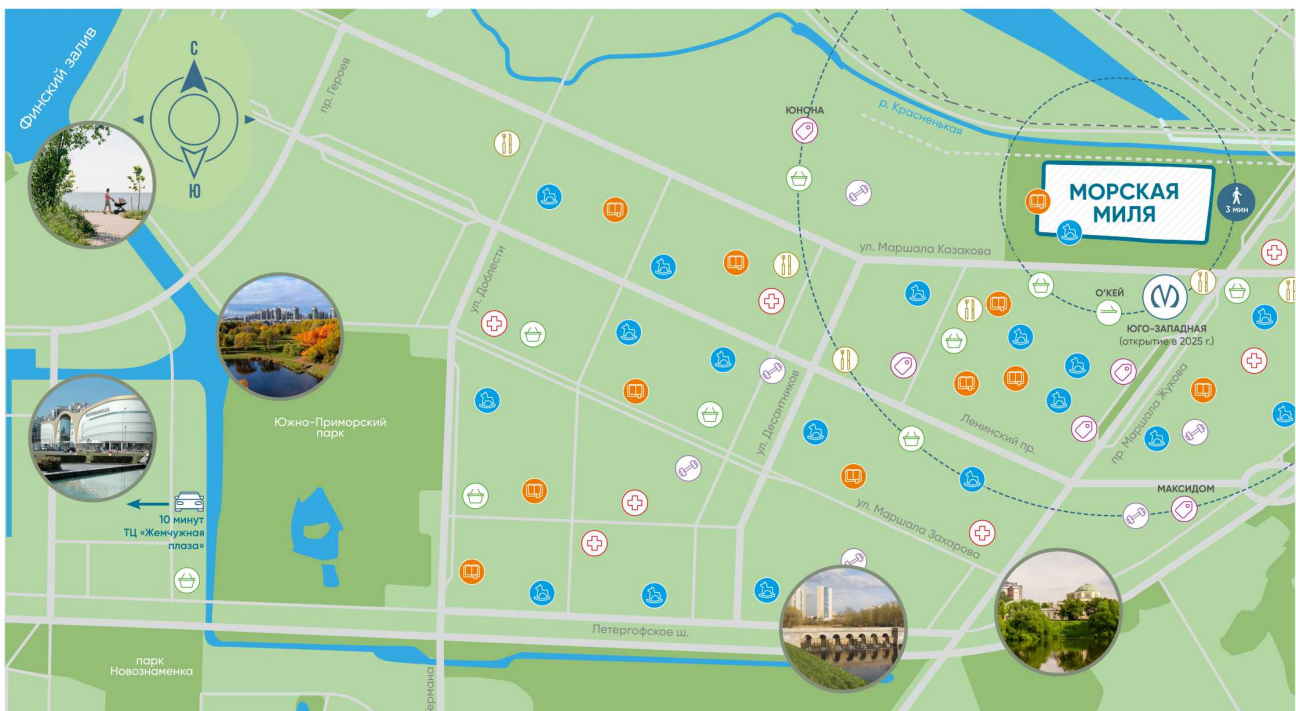 Финский залив
С
Ю
пр. Героев
ЮНОНА
р. Красненькая
МОРСКАЯ
МИЛЯ
3 мин
ул. Маршала Казакова
ул. Доблести
О'КЕЙ
ЮГО-ЗАПАДНАЯ
(открытие в 2025 г.)
Южно-Приморский
парк
ул. Десантников
Ленинский пр.
пр. Маршала Жукова
МАКСИДОМ
10 минут
ТЦ «Жемчужная
плаза»
ул. Маршала Захарова
Петергофское ш.
парк
Новознаменка
ермана